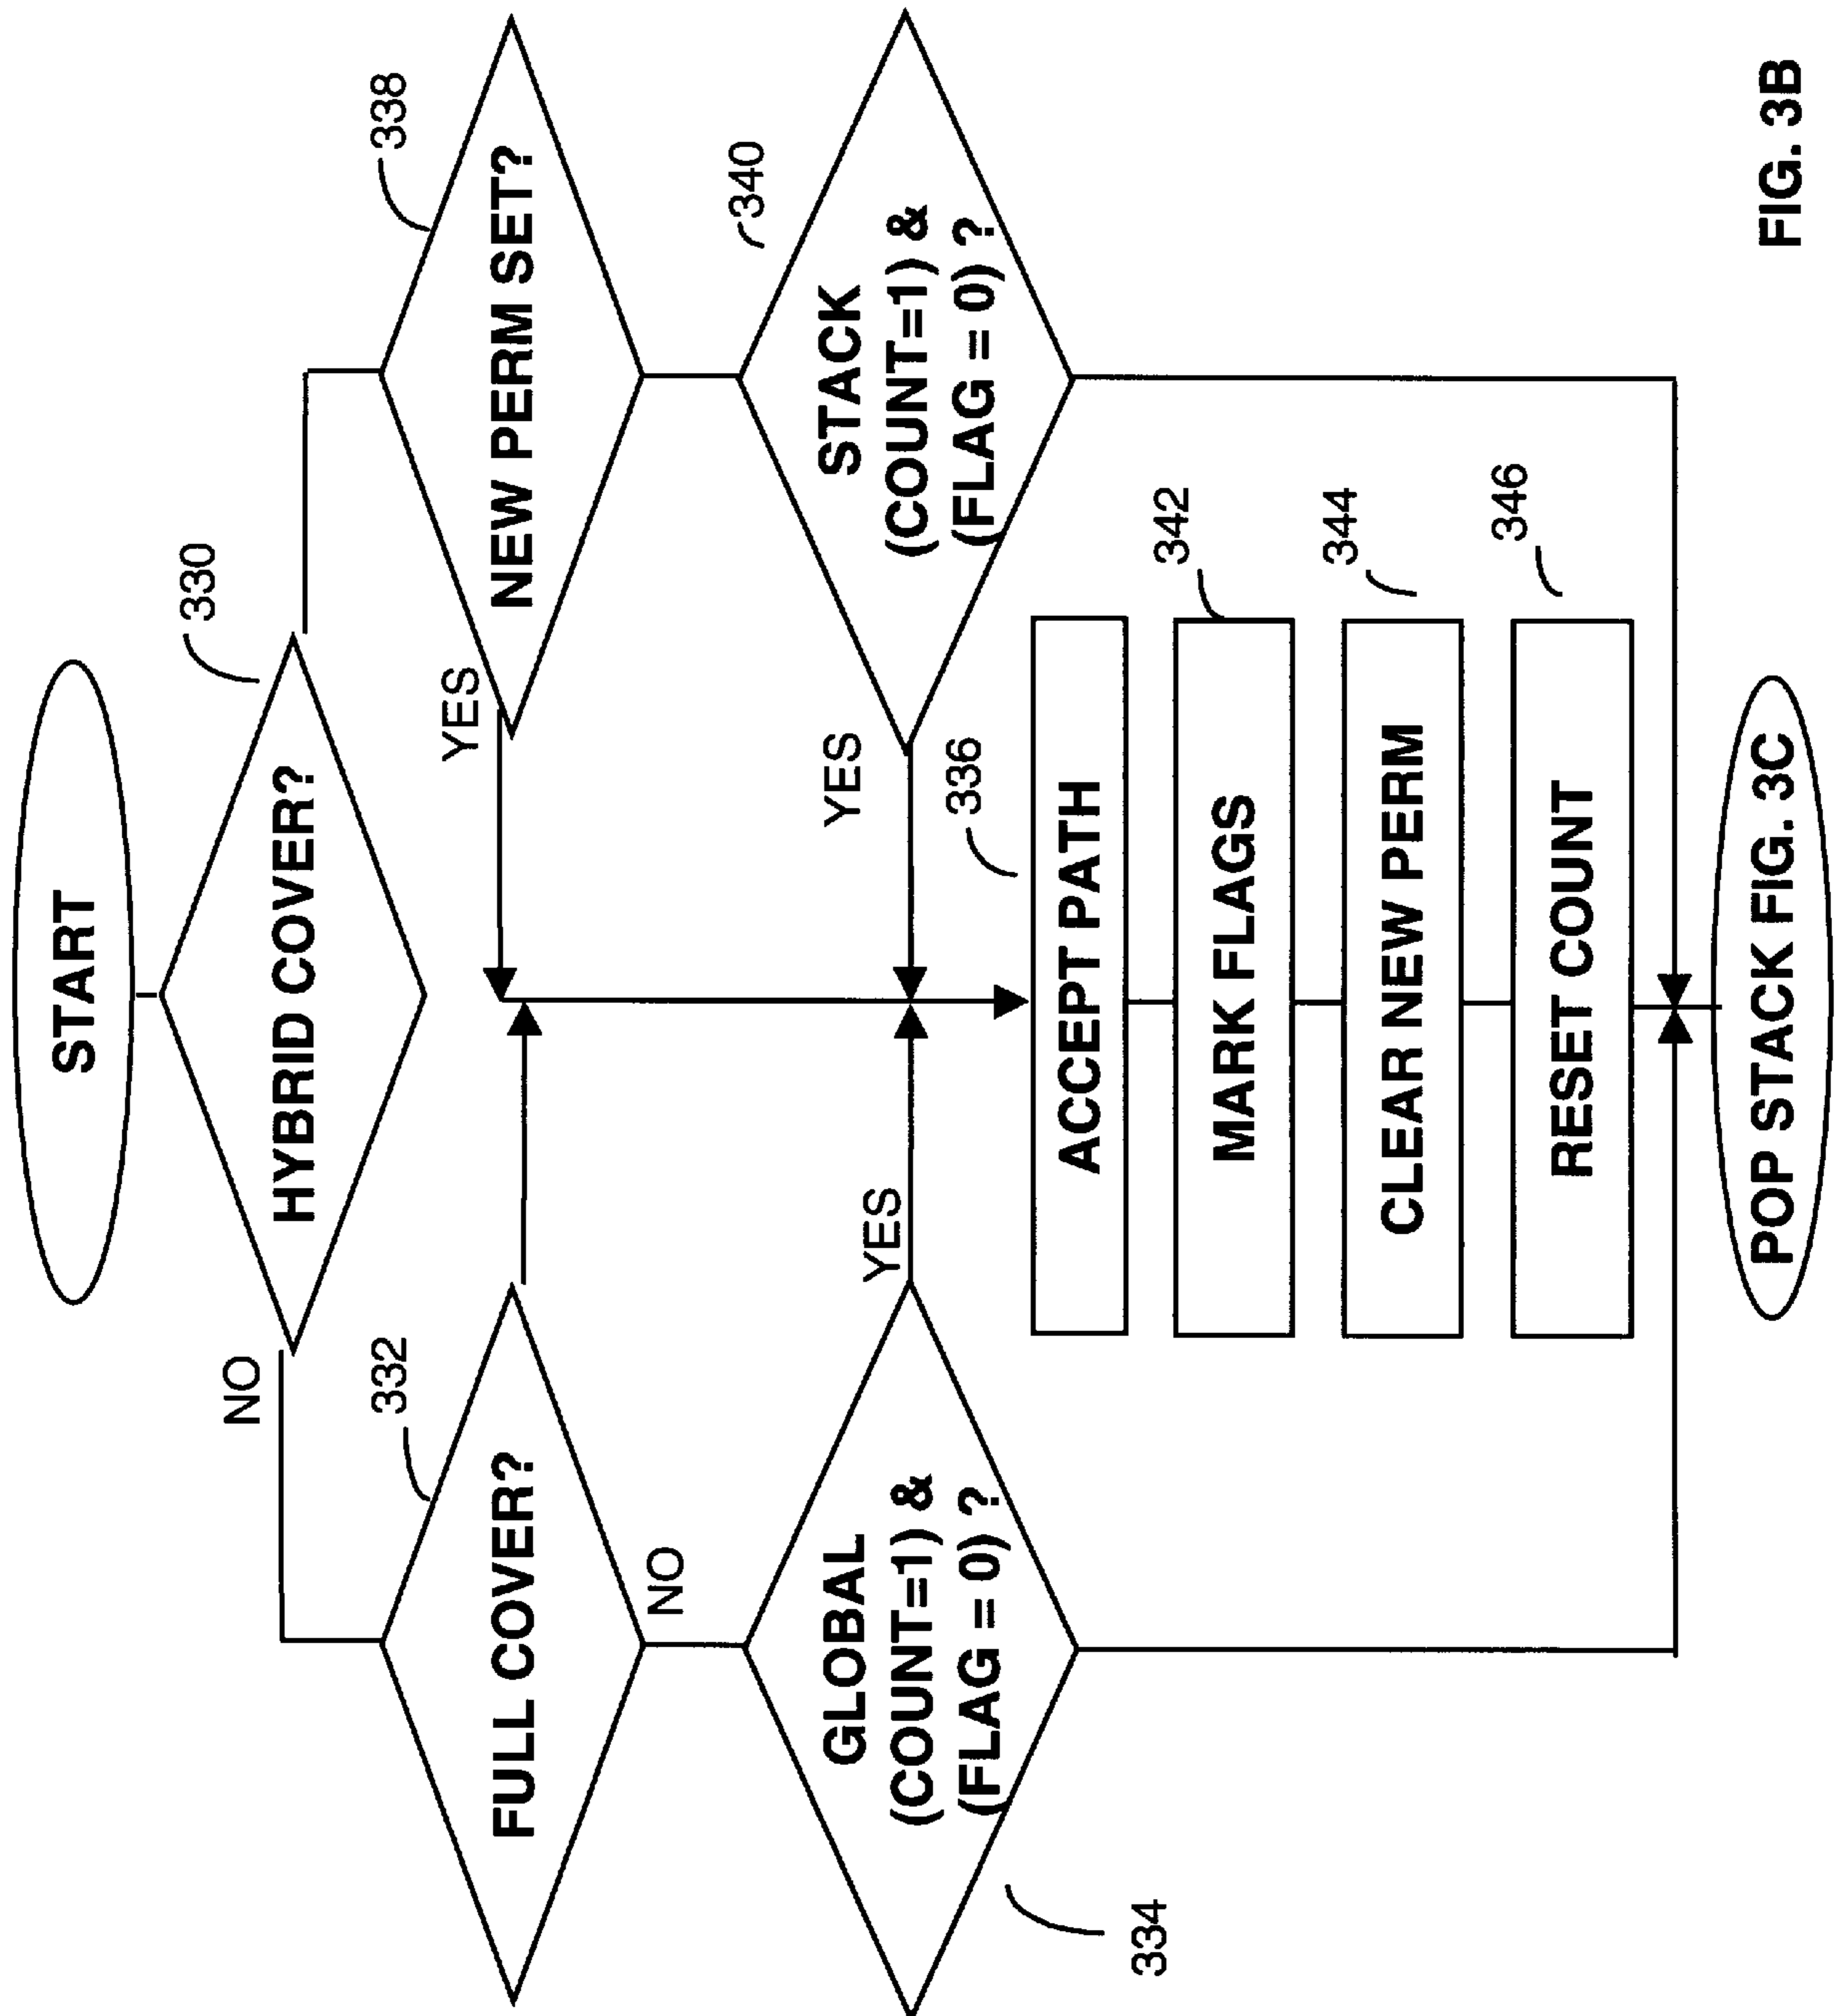 START
330
HYBRID COVER?
NO
332
FULL COVER?
YES
338
NEW PERM SET?
NO
334
GLOBAL
(COUNT=1) &
(FLAG = 0) ?
YES
YES
340
STACK
(COUNT=1) &
(FLAG = 0) ?
336
ACCEPT PATH
342
MARK FLAGS
344
CLEAR NEW PERM
346
RESET COUNT
POP STACK FIG. 3C
FIG. 3B